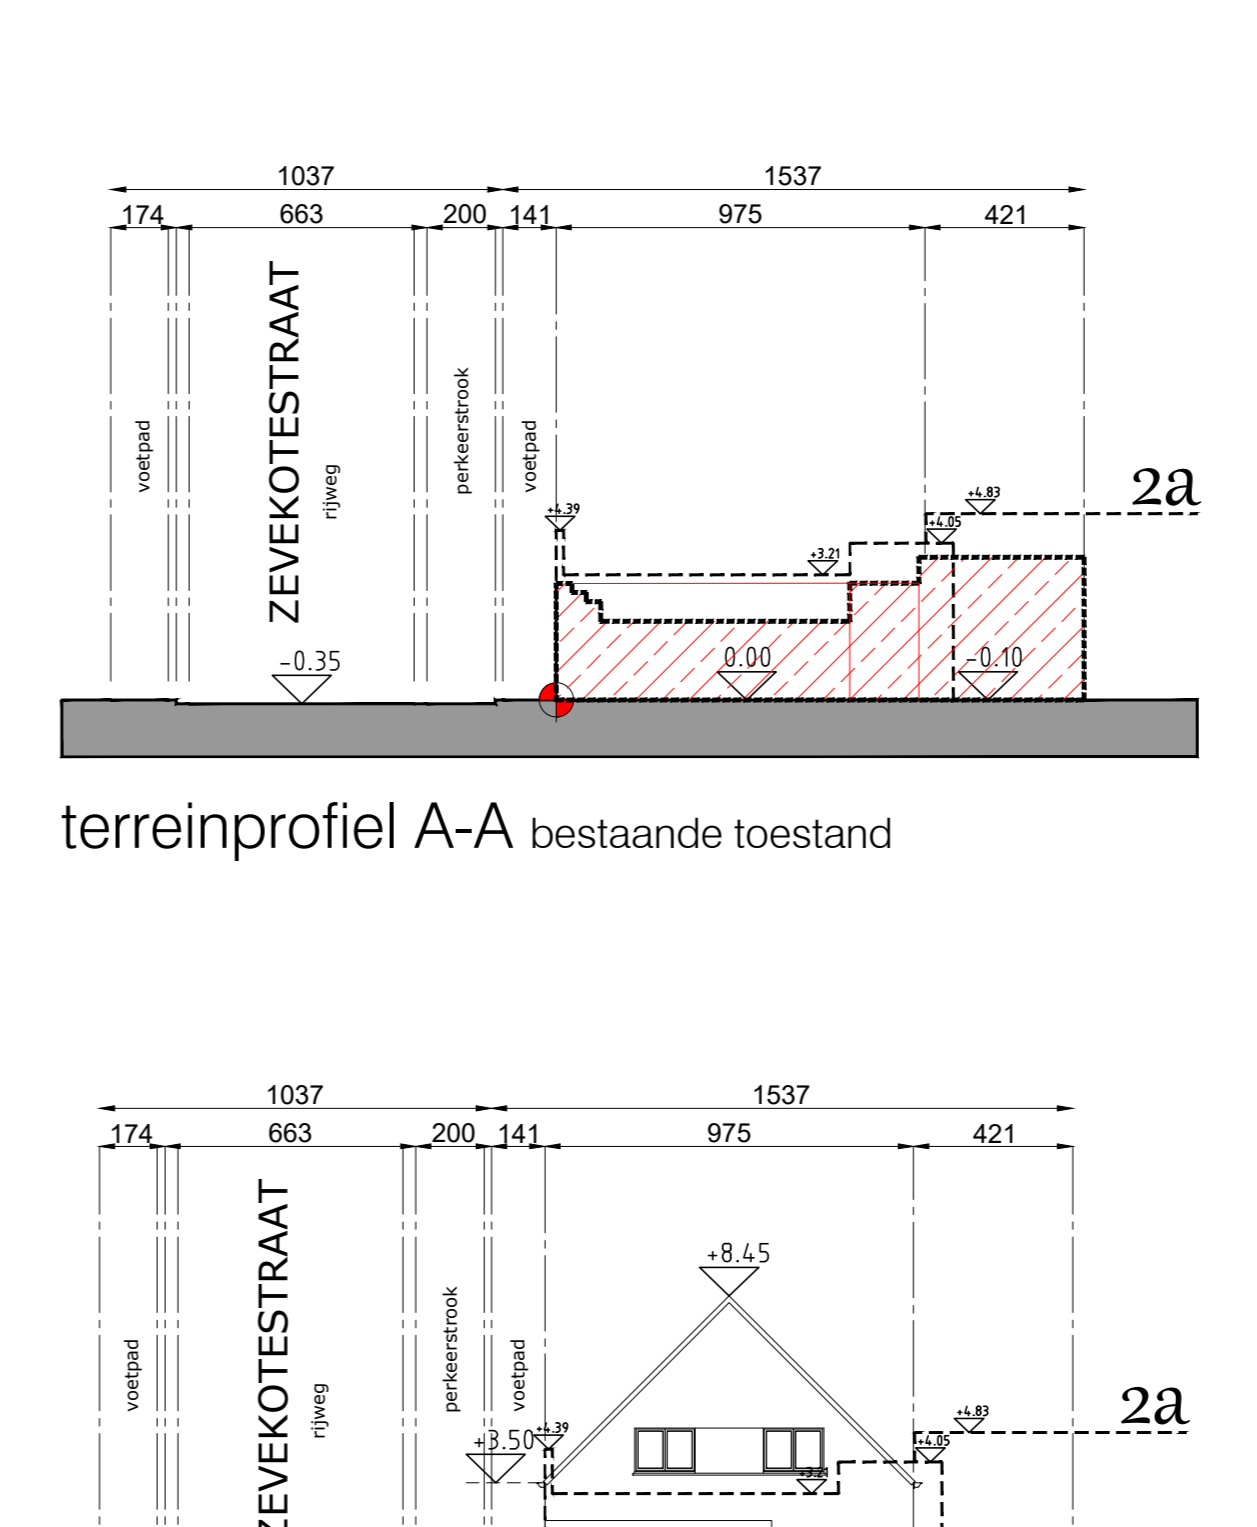 1037 1537
174 663 200 141 975 421
ZEVEKOTESTRAAT
voetpad
rijweg
perkeerstrook
voetpad
2a
+4.83
+4.39
+4.05
+3.21
-0.35
0.00
-0.10
terreinprofiel A-A bestaande toestand
1037 1537
174 663 200 141 975 421
ZEVEKOTESTRAAT
voetpad
rijweg
perkeerstrook
voetpad
+8.45
2a
+4.83
+4.39
+3.50
+4.05
+3.21